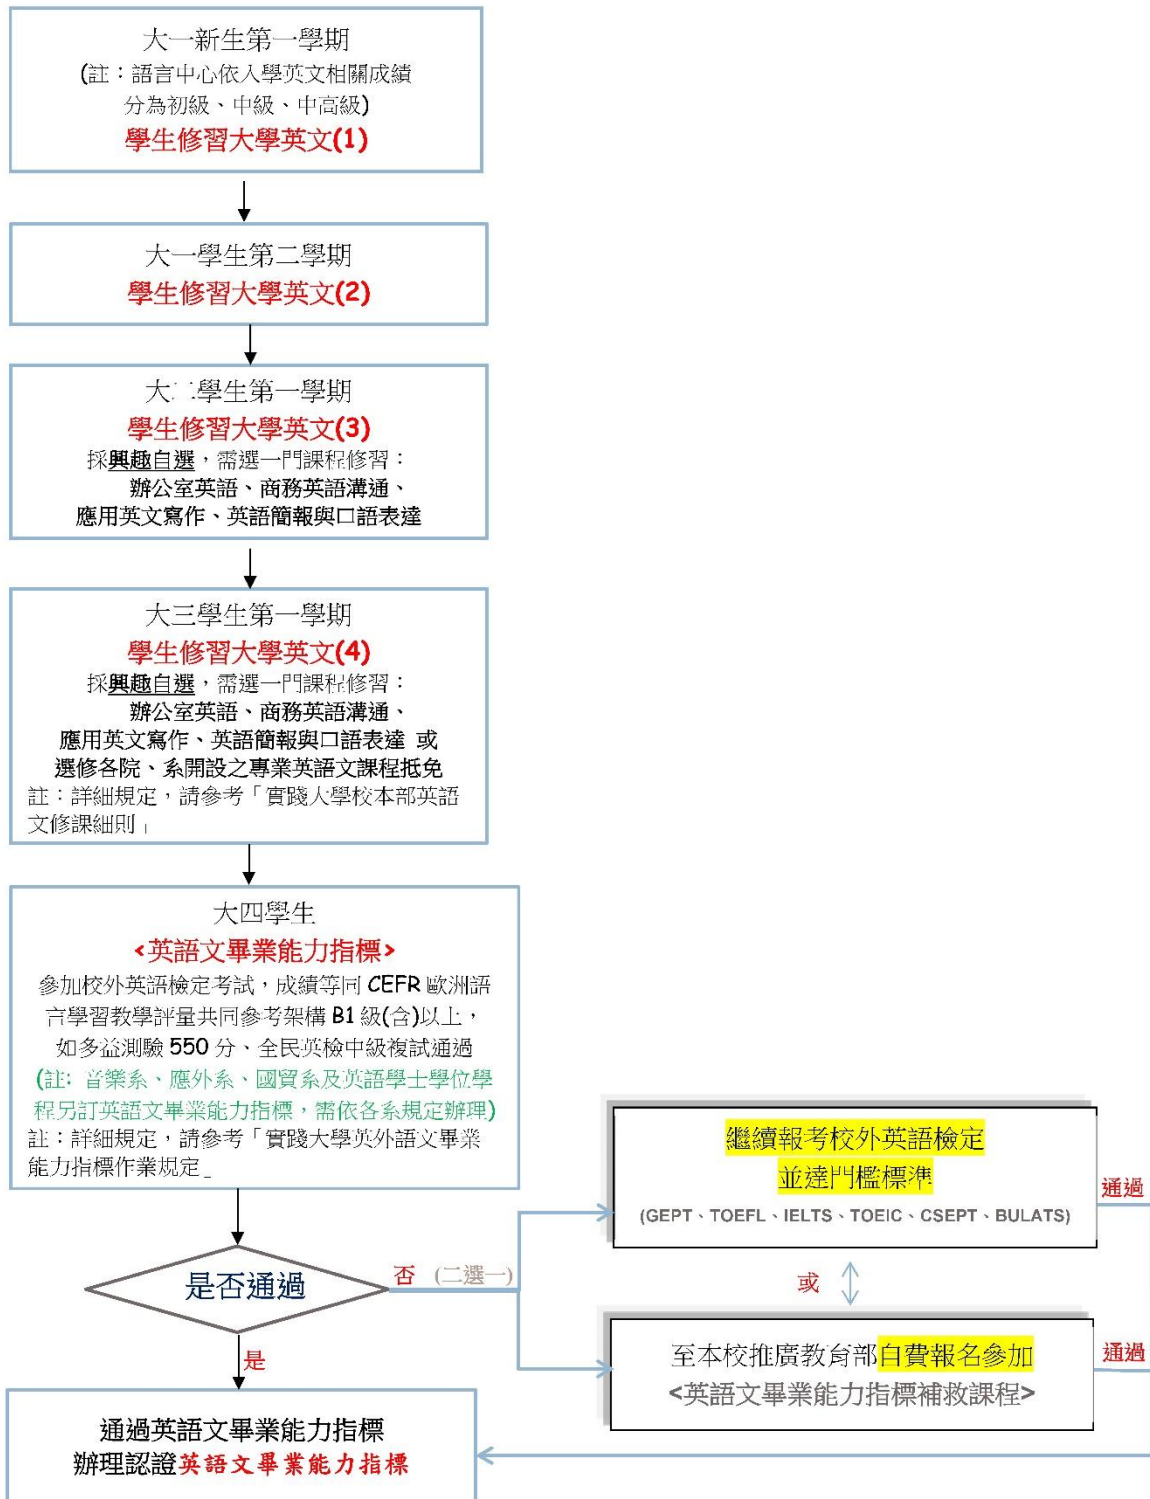 大一新生第一學期
(註：語言中心依入學英文相關成績
分為初級、中級、中高級)
學生修習大學英文(1)
大一學生第二學期
學生修習大學英文(2)
大二學生第一學期
學生修習大學英文(3)
採興趣自選，需選一門課程修習：
辦公室英語、商務英語溝通、
應用英文寫作、英語簡報與口語表達
大三學生第一學期
學生修習大學英文(4)
採興趣自選，需選一門課程修習：
辦公室英語、商務英語溝通、
應用英文寫作、英語簡報與口語表達 或
選修各院、系開設之專業英語文課程抵免
註：詳細規定，請參考「實踐大學校本部英語
文修課細則」
大四學生
<英語文畢業能力指標>
參加校外英語檢定考試，成績等同 CEFR 歐洲語
言學習教學評量共同參考架構 B1 級(含)以上，
如多益測驗 550 分、全民英檢中級複試通過
(註: 音樂系、應外系、國貿系及英語學士學位學
程另訂英語文畢業能力指標，需依各系規定辦理)
註：詳細規定，請參考「實踐大學英外語文畢業
能力指標作業規定」
是否通過
否 (二選一)
是
繼續報考校外英語檢定
並達門檻標準
(GEPT、TOEFL、IELTS、TOEIC、CSEPT、BULATS)
通過
或
至本校推廣教育部自費報名參加
<英語文畢業能力指標補救課程>
通過
通過英語文畢業能力指標
辦理認證英語文畢業能力指標